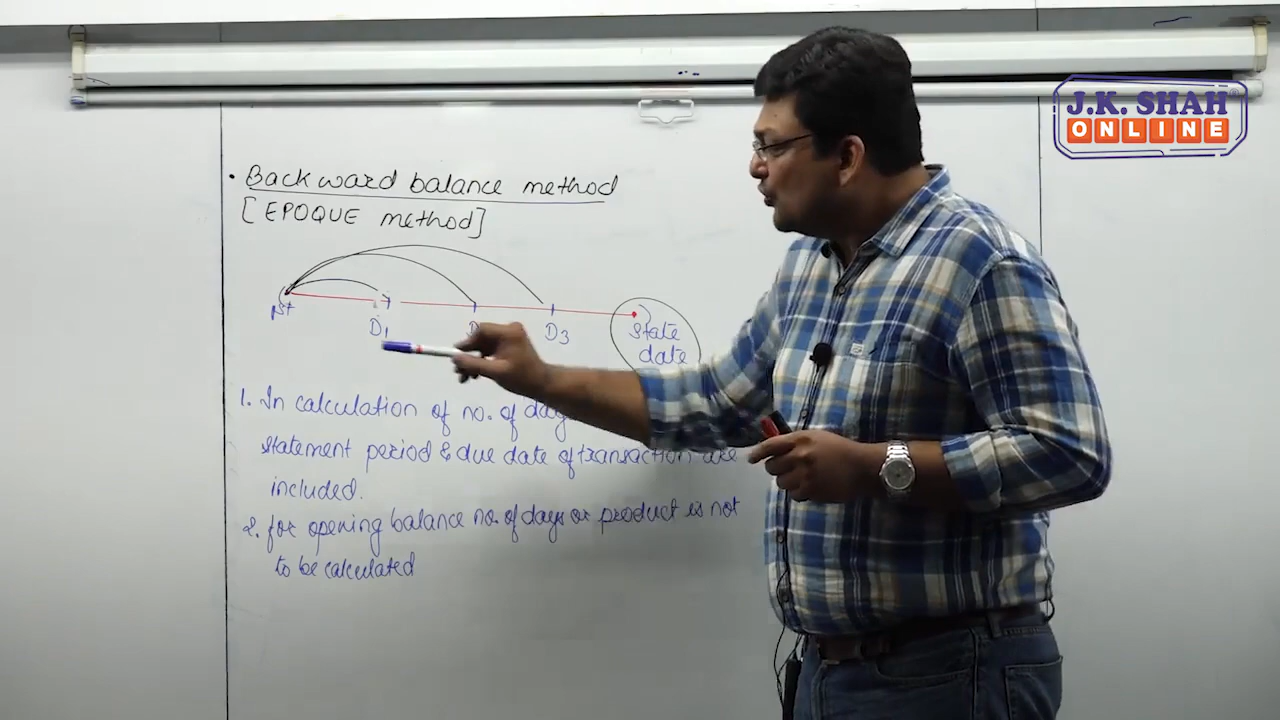 J.K. SHAH®
ONLINE
Backward balance method
[EPOQUE method]
D1
D3
State
date
1. In calculation of no. of days
statement period & due date of transaction are
included.
2. for opening balance no. of days or product is not
to be calculated